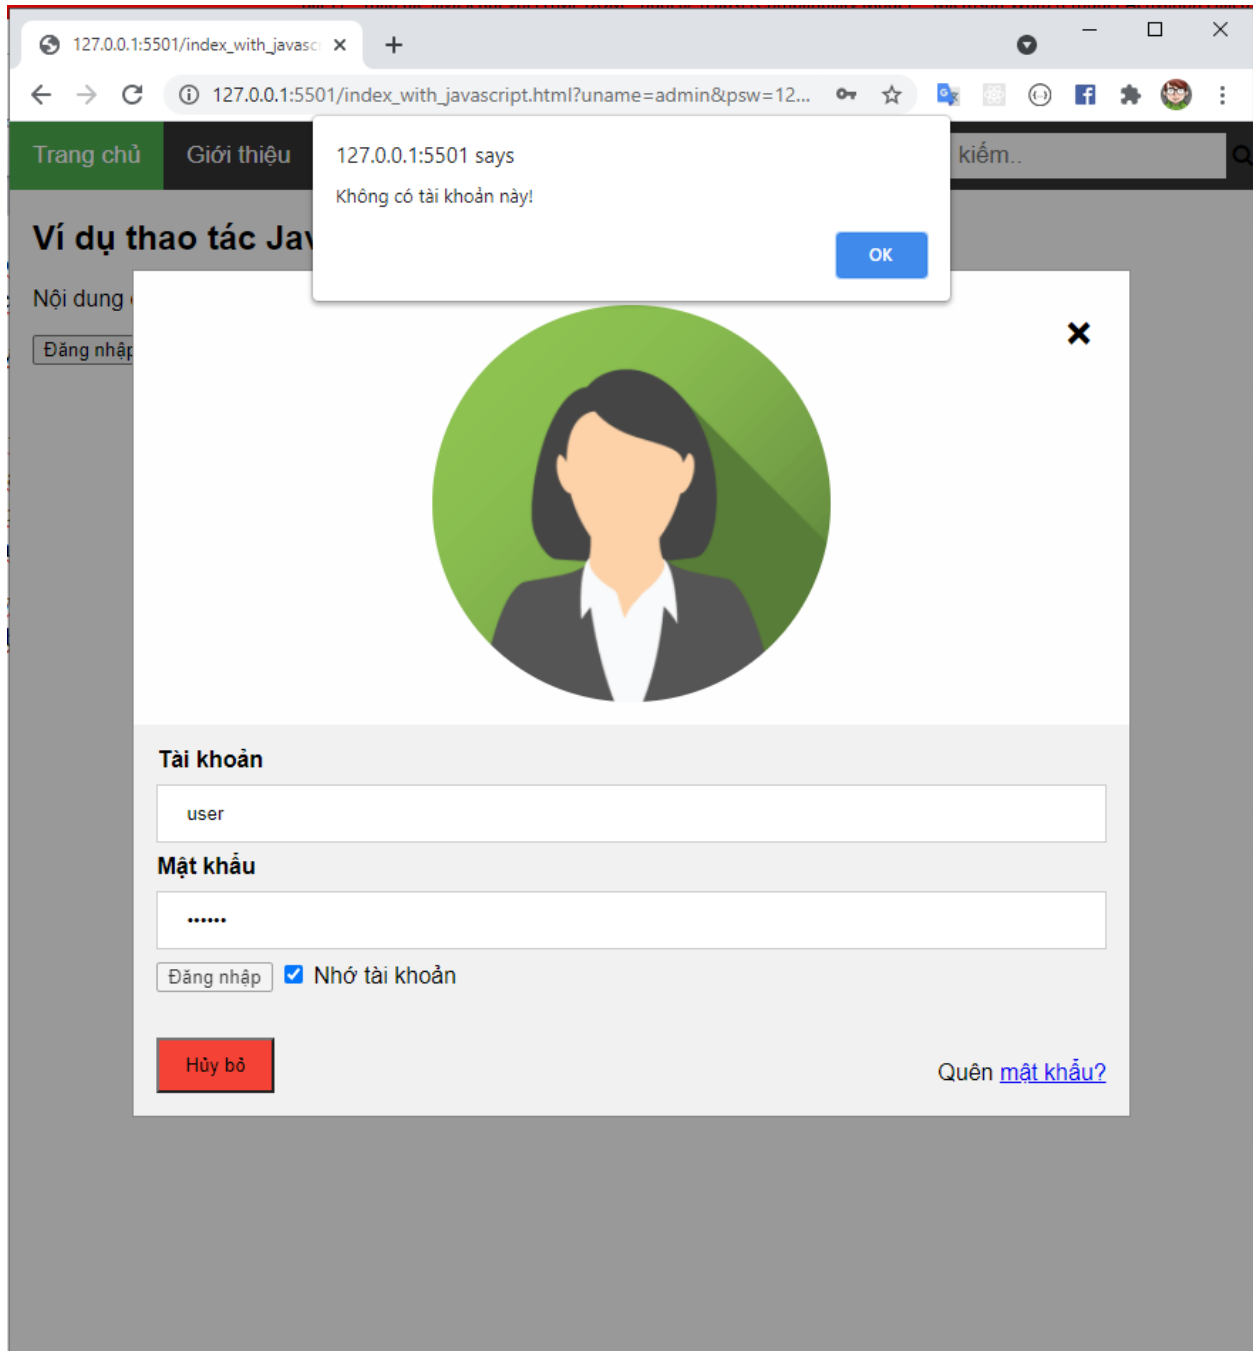 127.0.0.1:5501/index_with_javasc
127.0.0.1:5501/index_with_javascript.html?uname=admin&psw=12...
Trang chủ
Giới thiệu
kiếm..
127.0.0.1:5501 says
Không có tài khoản này!
OK
Ví dụ thao tác Jav
Nội dung
Đăng nhập
Tài khoản
user
Mật khẩu
••••••
Đăng nhập
Nhớ tài khoản
Hủy bỏ
Quên mật khẩu?